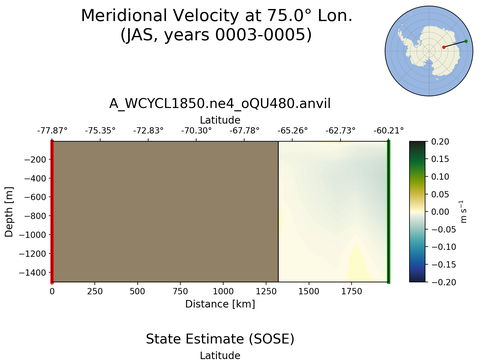 Meridional Velocity at 75.0° Lon.
(JAS, years 0003-0005)
A_WCYCL1850.ne4_oQU480.anvil
Latitude
-77.87° -75.35° -72.83° -70.30° -67.78° -65.26° -62.73° -60.21°
Depth [m]
−200
−400
−600
−800
−1000
−1200
−1400
0 250 500 750 1000 1250 1500 1750
Distance [km]
0.20
0.15
0.10
0.05
0.00
−0.05
−0.10
−0.15
−0.20
m s⁻¹
State Estimate (SOSE)
Latitude